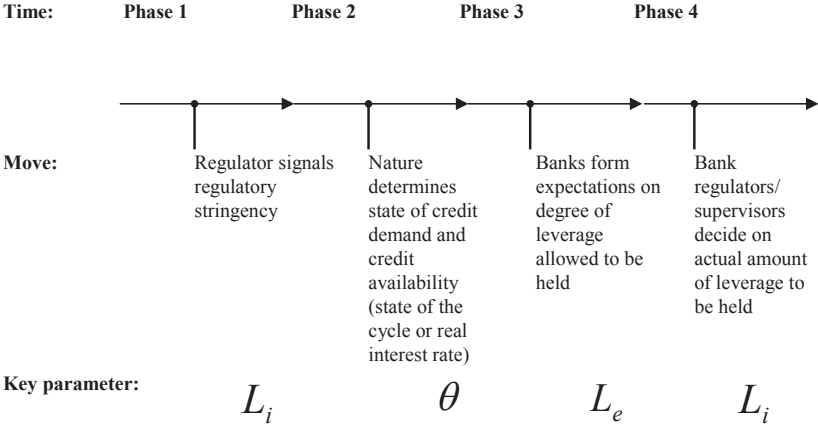 Time: Phase 1 Phase 2 Phase 3 Phase 4
Move:
Regulator signals
regulatory
stringency
Nature
determines
state of credit
demand and
credit
availability
(state of the
cycle or real
interest rate)
Banks form
expectations on
degree of
leverage
allowed to be
held
Bank
regulators/
supervisors
decide on
actual amount
of leverage to
be held
Key parameter:
L_i θ L_e L_i